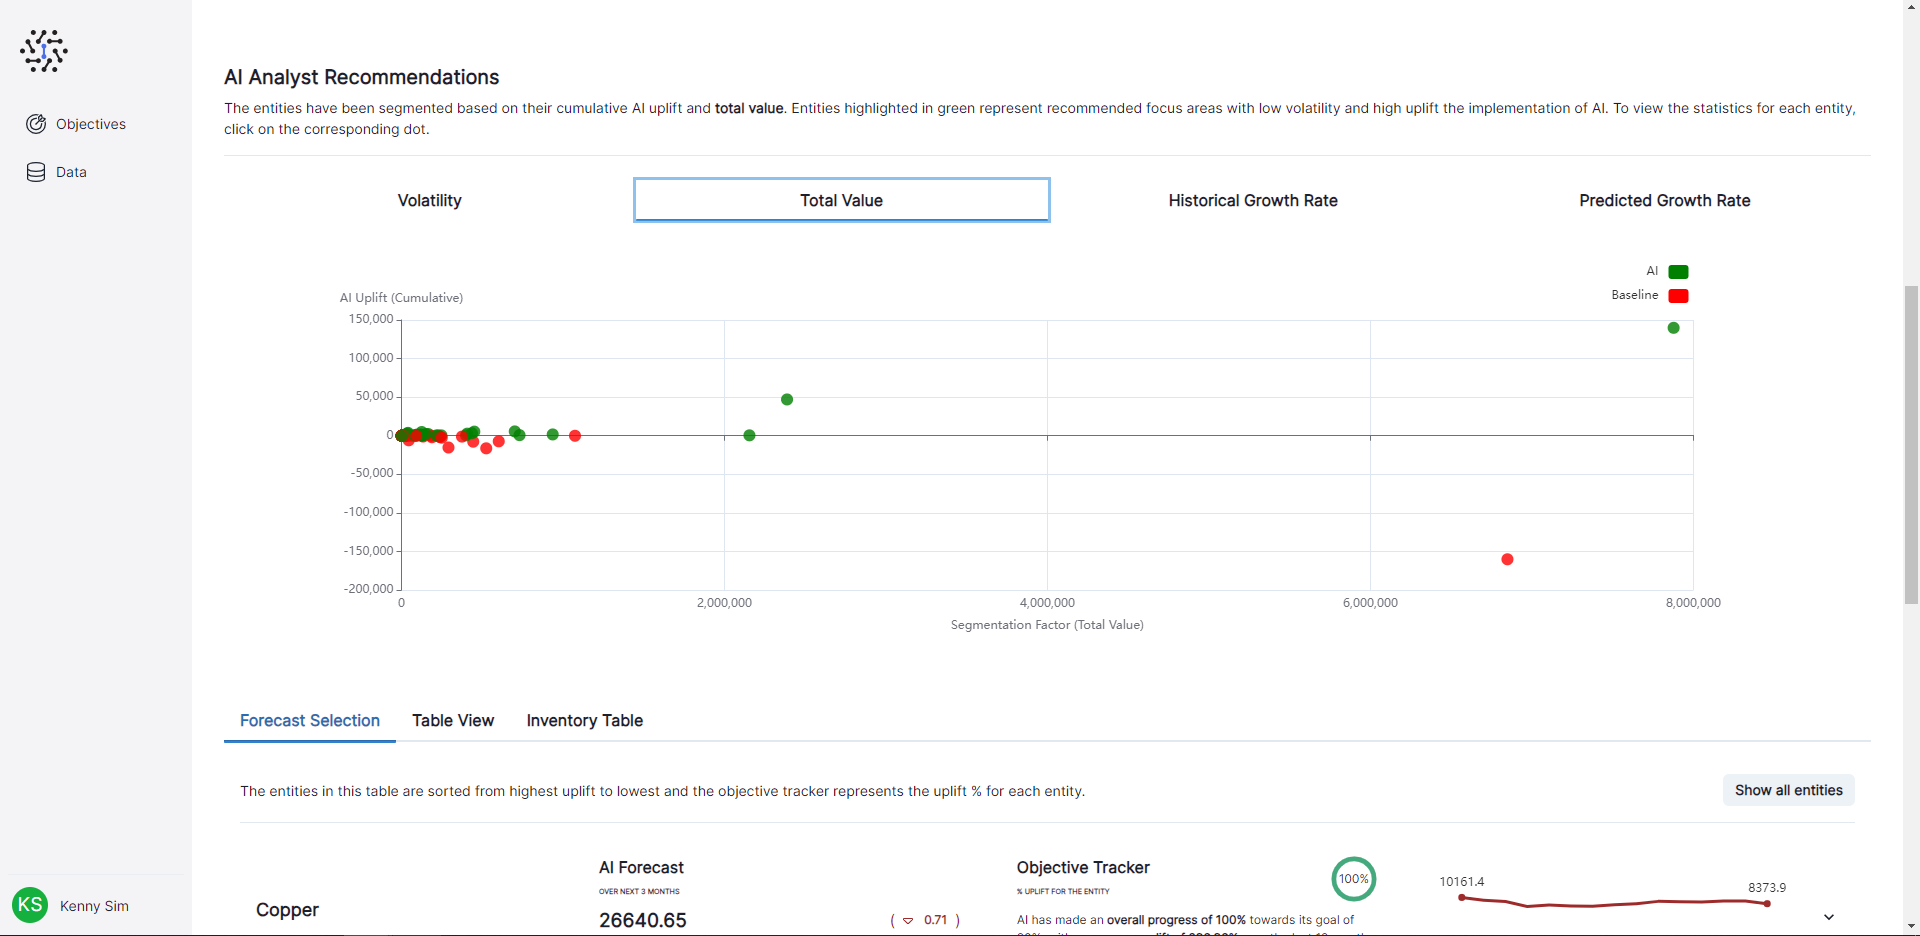 Objectives
Data
AI Analyst Recommendations
The entities have been segmented based on their cumulative AI uplift and total value. Entities highlighted in green represent recommended focus areas with low volatility and high uplift the implementation of AI. To view the statistics for each entity,
click on the corresponding dot.
Volatility
Total Value
Historical Growth Rate
Predicted Growth Rate
AI
Baseline
AI Uplift (Cumulative)
150,000
100,000
50,000
0
-50,000
-100,000
-150,000
-200,000
0
2,000,000
4,000,000
6,000,000
8,000,000
Segmentation Factor (Total Value)
Forecast Selection
Table View
Inventory Table
The entities in this table are sorted from highest uplift to lowest and the objective tracker represents the uplift % for each entity.
Show all entities
Copper
AI Forecast
OVER NEXT 3 MONTHS
26640.65
( 0.71 )
Objective Tracker
% UPLIFT FOR THE ENTITY
100%
AI has made an overall progress of 100% towards its goal of
10161.4
8373.9
KS
Kenny Sim